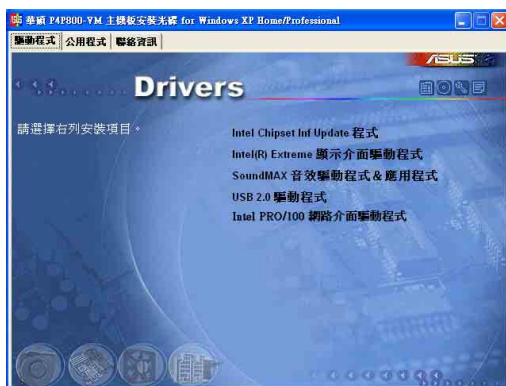 華碩 P4P800-VM 主機板安裝光碟 for Windows XP Home/Professional
驅動程式 公用程式 聯絡資訊
ASUS
Drivers
請選擇右列安裝項目。
Intel Chipset Inf Update 程式
Intel(R) Extreme 顯示介面驅動程式
SoundMAX 音效驅動程式&應用程式
USB 2.0 驅動程式
Intel PRO/100 網路介面驅動程式